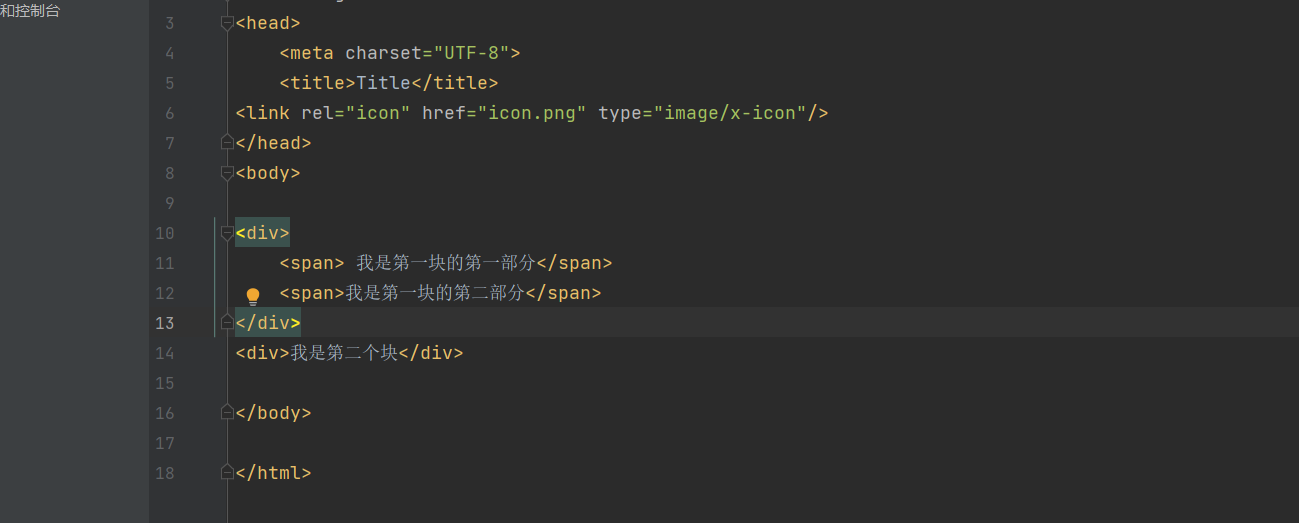 和控制台
3 <head>
4 <meta charset="UTF-8">
5 <title>Title</title>
6 <link rel="icon" href="icon.png" type="image/x-icon"/>
7 </head>
8 <body>
9
10 <div>
11 <span> 我是第一块的第一部分</span>
12 <span>我是第一块的第二部分</span>
13 </div>
14 <div>我是第二个块</div>
15
16 </body>
17
18 </html>